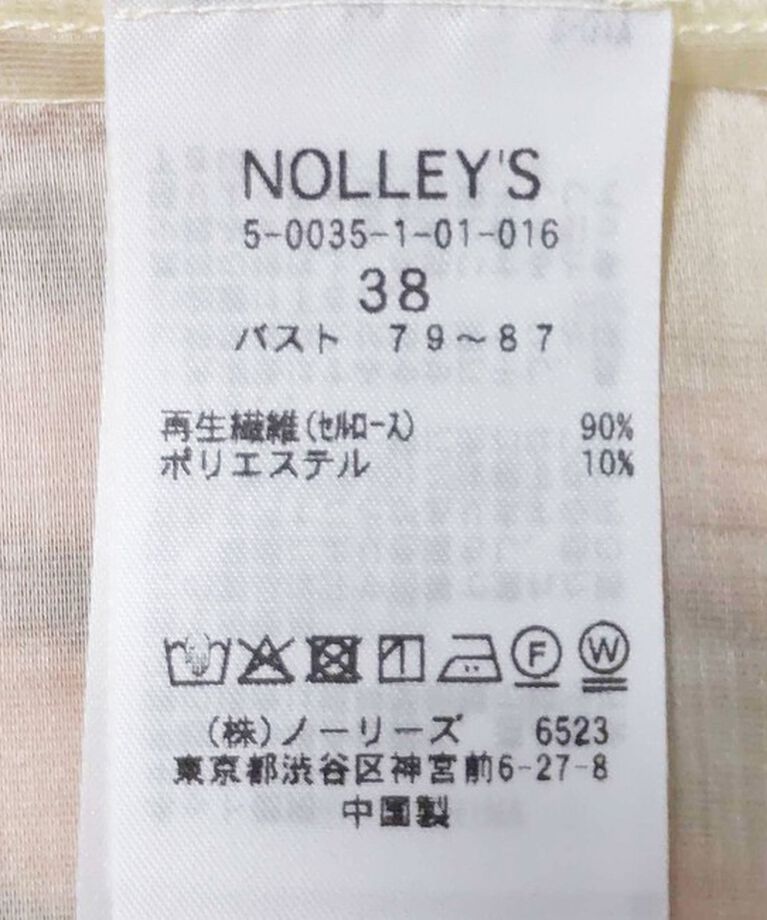 NOLLEY'S
5-0035-1-01-016
38
バスト 79～87
再生繊維(セルロース) 90%
ポリエステル 10%
F W
(株)ノーリーズ 6523
東京都渋谷区神宮前6-27-8
中国製